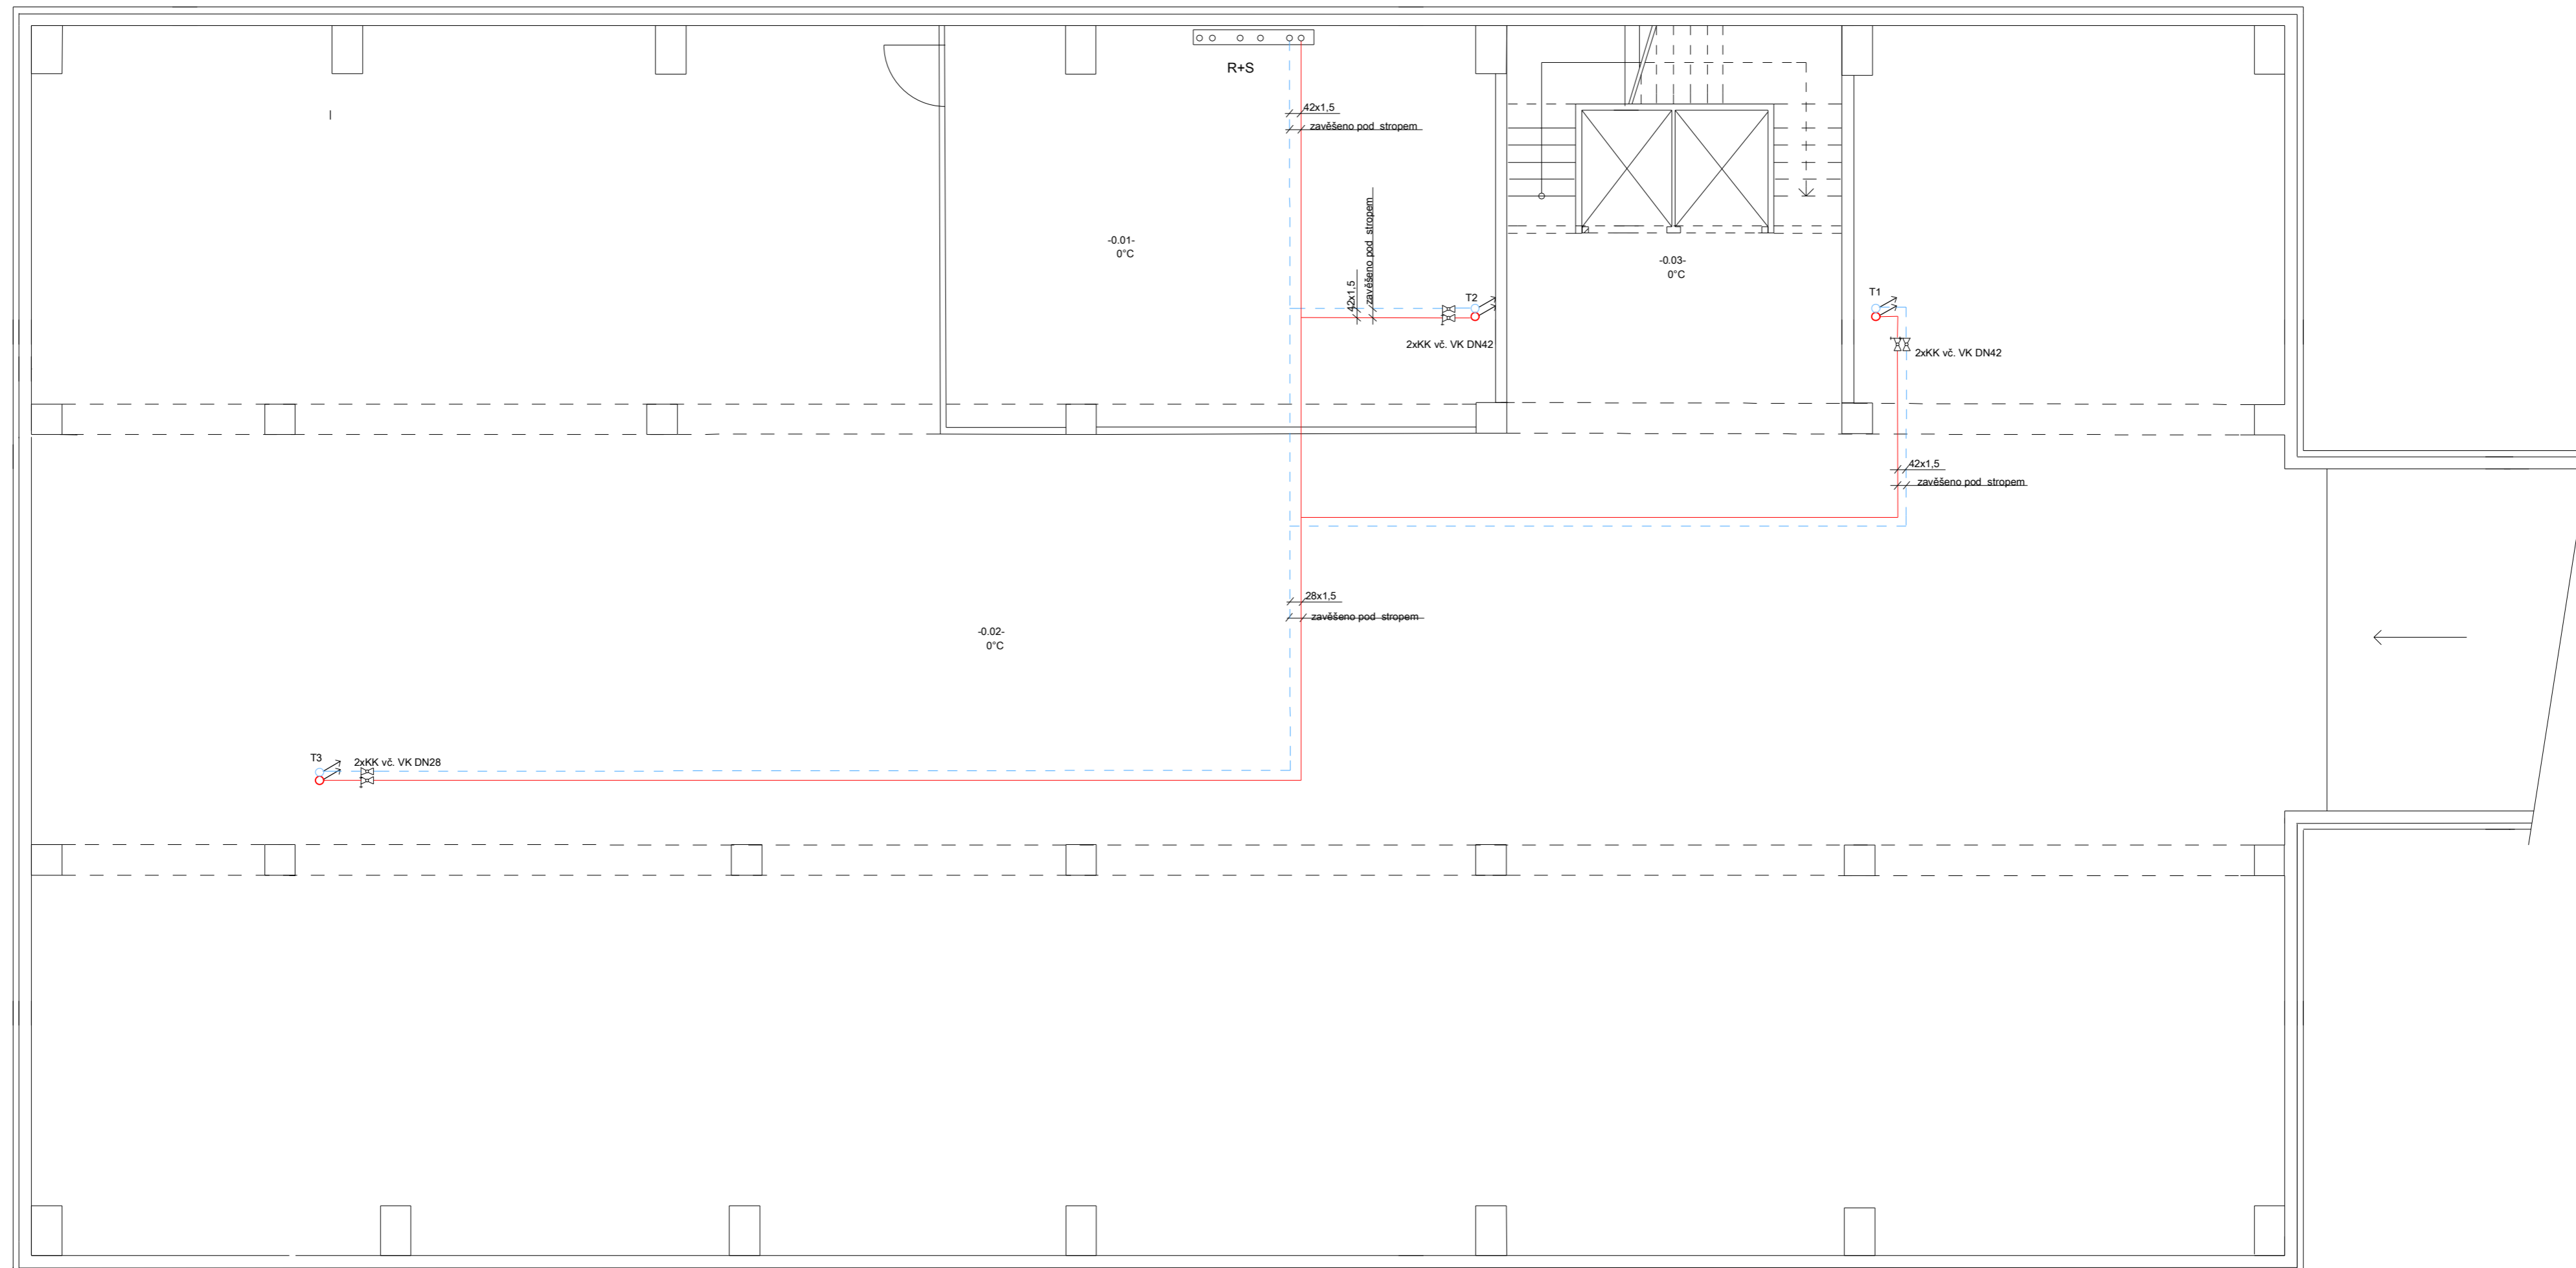 R+S
42x1,5
zavěšeno pod stropem
-0.01-
0°C
42x1,5
zavěšeno pod stropem
T2
2xKK vč. VK DN42
-0.03-
0°C
T1
2xKK vč. VK DN42
42x1,5
zavěšeno pod stropem
28x1,5
zavěšeno pod stropem
-0.02-
0°C
T3
2xKK vč. VK DN28